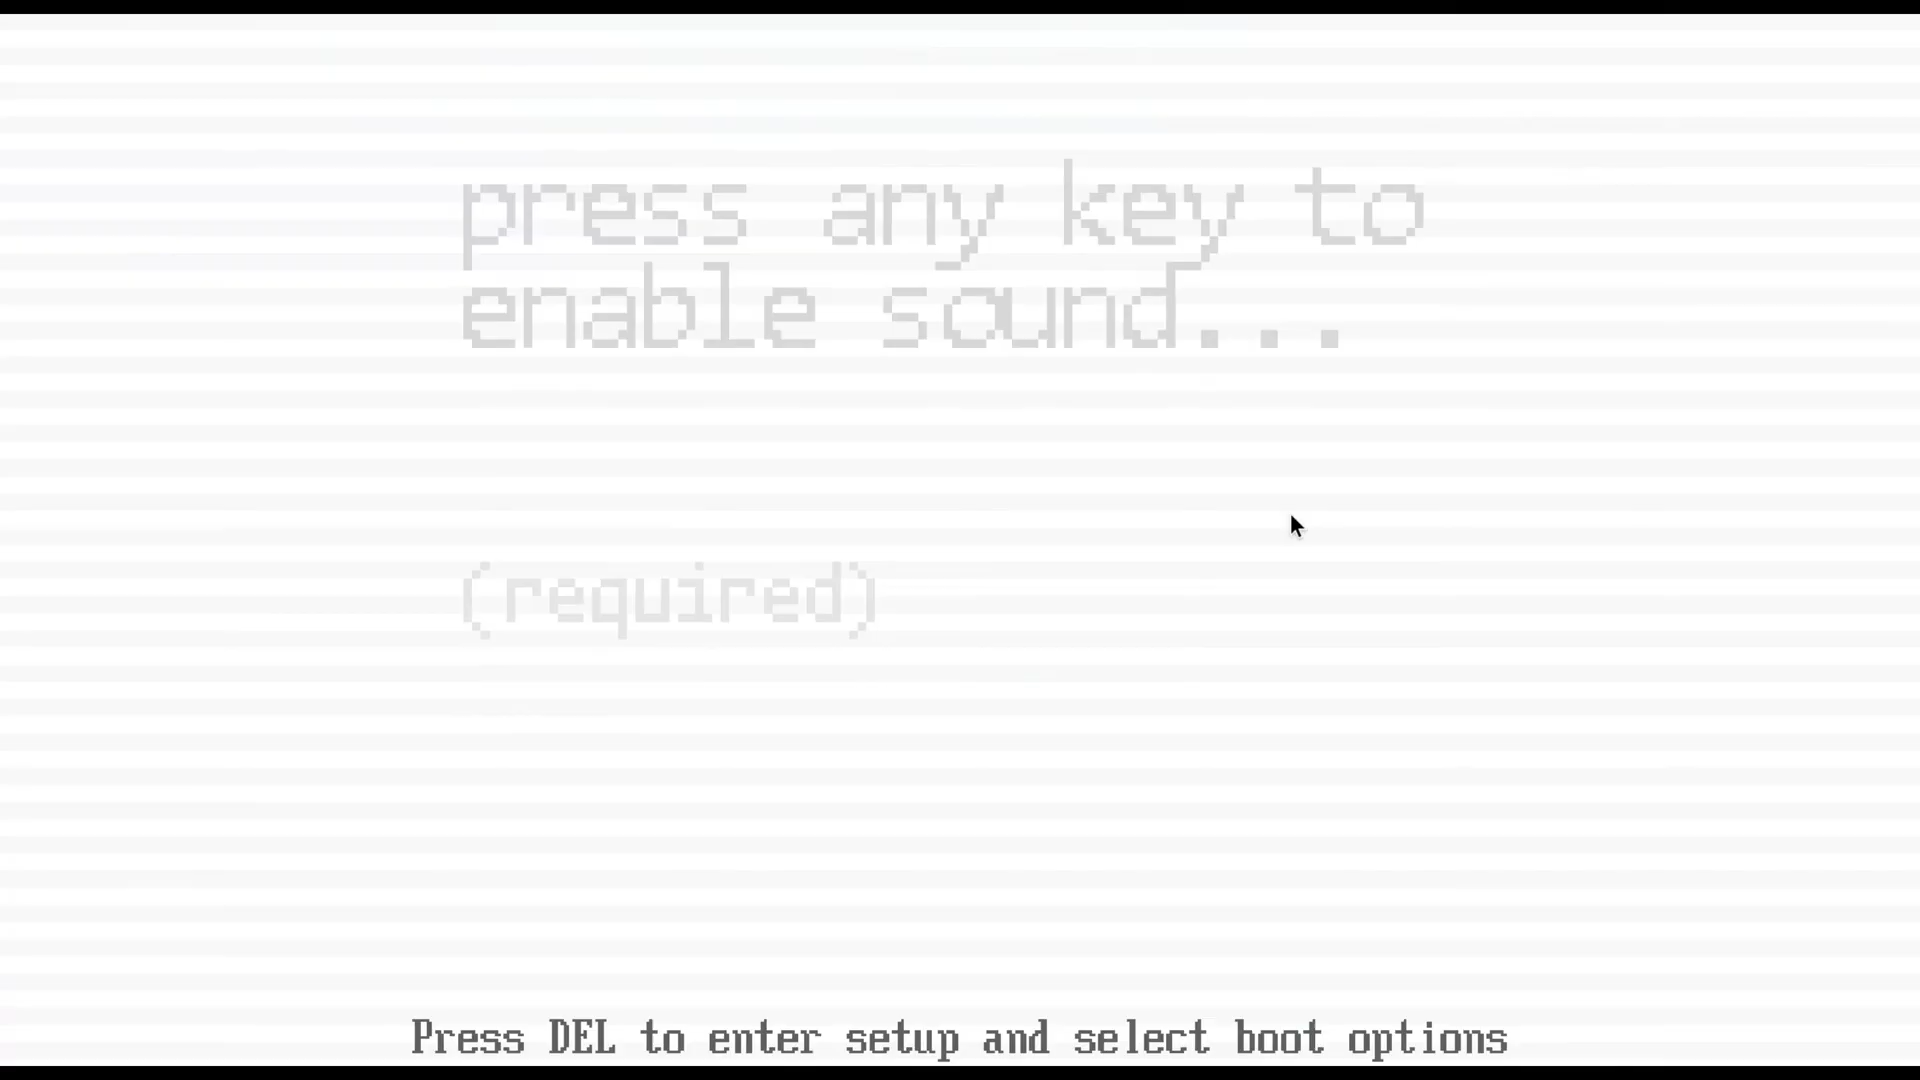 press any key to
enable sound...
(required)
Press DEL to enter setup and select boot options